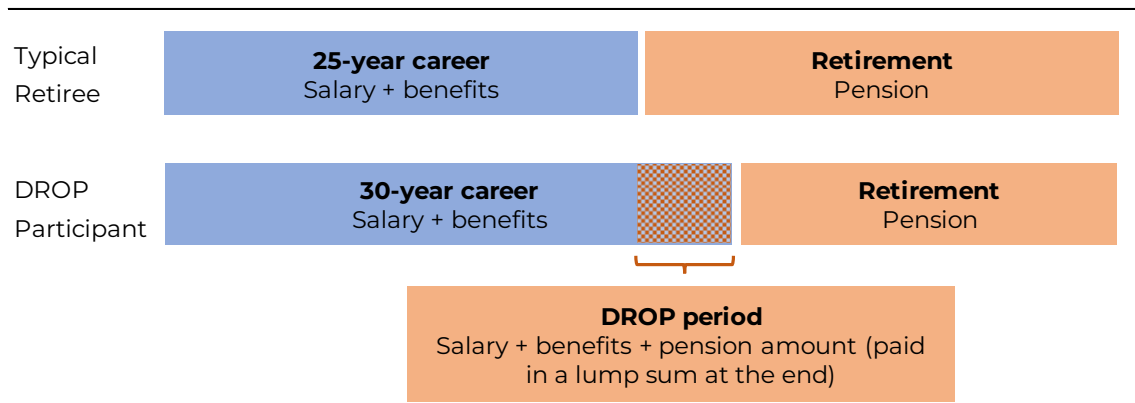 Typical
Retiree
25-year career
Salary + benefits
Retirement
Pension
DROP
Participant
30-year career
Salary + benefits
Retirement
Pension
DROP period
Salary + benefits + pension amount (paid
in a lump sum at the end)